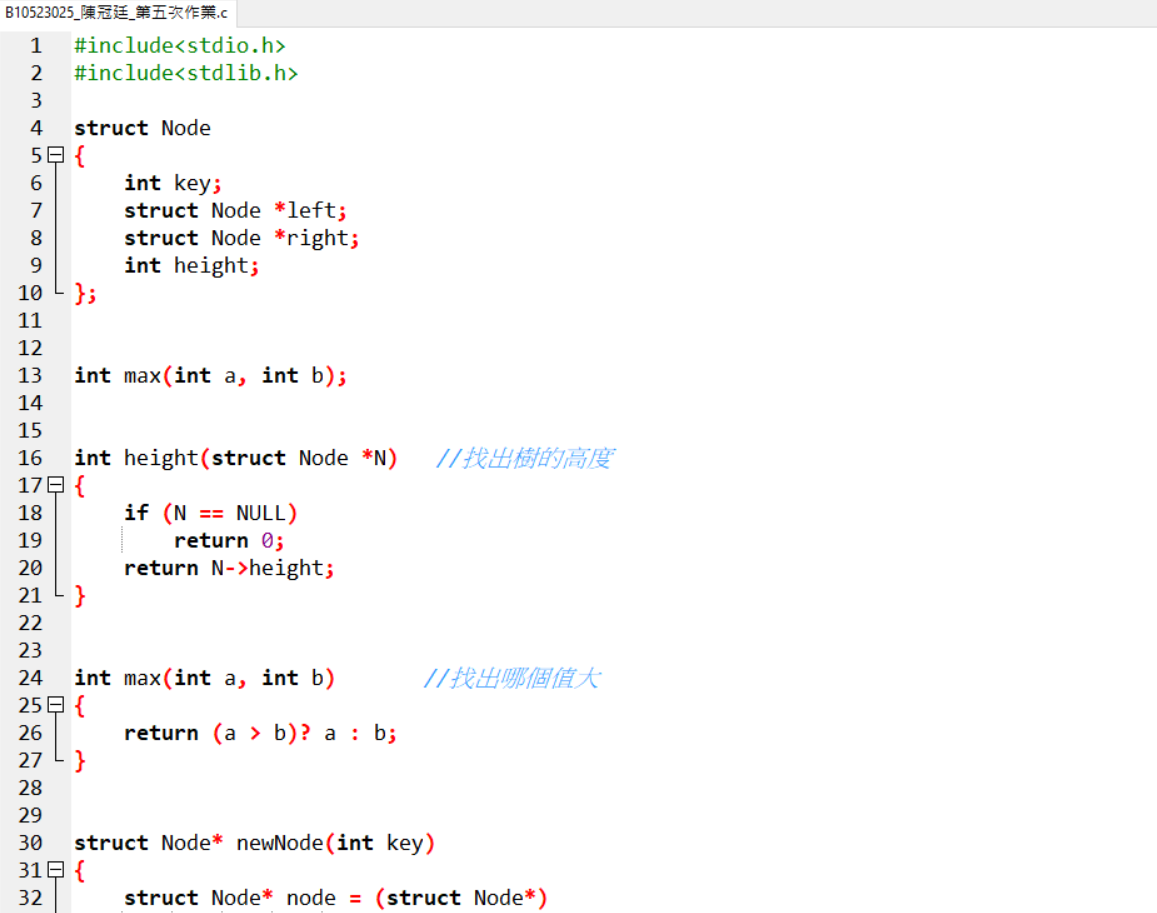 B10523025_陳冠廷_第五次作業.c
1 #include<stdio.h>
2 #include<stdlib.h>
3
4 struct Node
5 {
6 int key;
7 struct Node *left;
8 struct Node *right;
9 int height;
10 };
11
12
13 int max(int a, int b);
14
15
16 int height(struct Node *N) //找出樹的高度
17 {
18 if (N == NULL)
19 return 0;
20 return N->height;
21 }
22
23
24 int max(int a, int b) //找出哪個值大
25 {
26 return (a > b)? a : b;
27 }
28
29
30 struct Node* newNode(int key)
31 {
32 struct Node* node = (struct Node*)